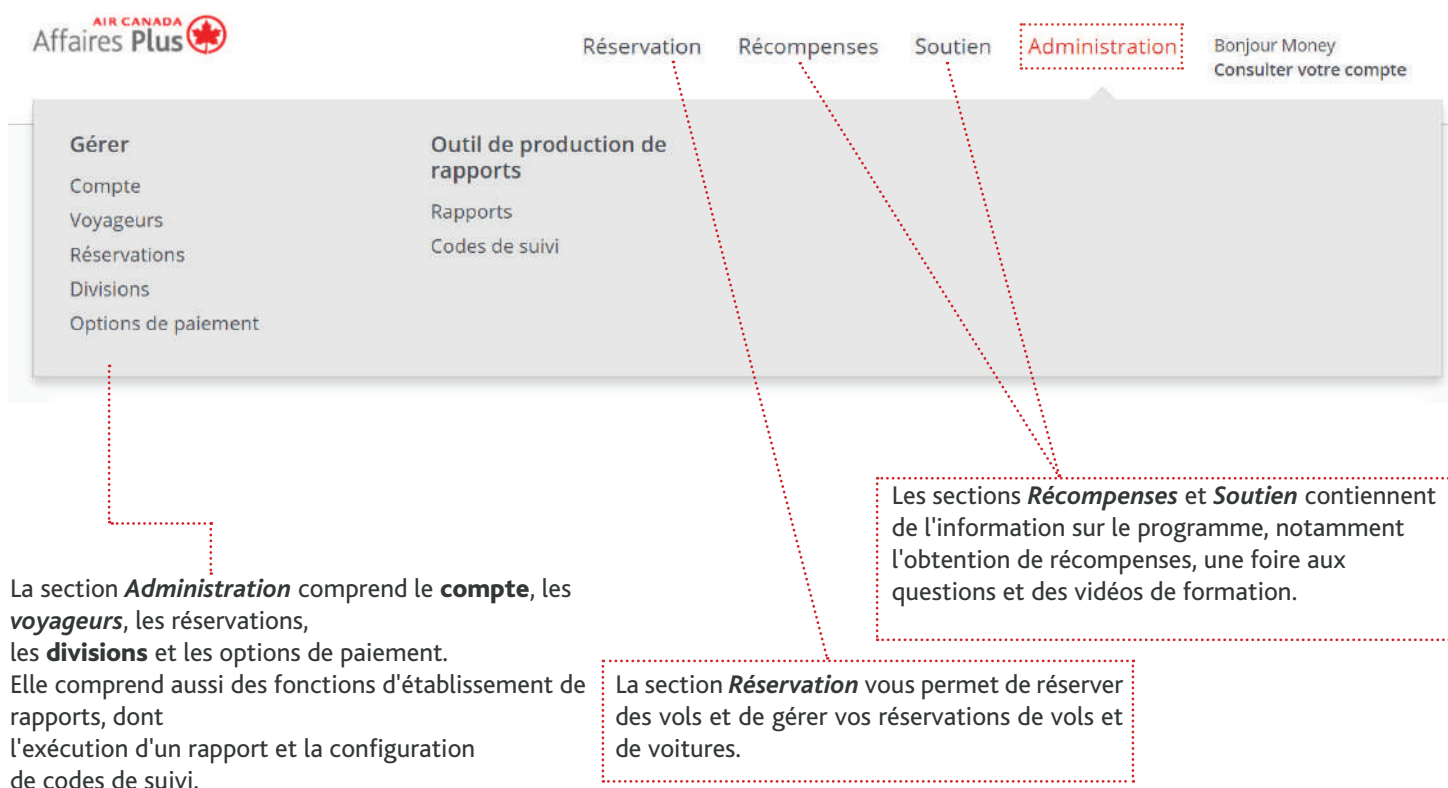 AIR CANADA
Affaires Plus
Réservation Récompenses Soutien Administration
Bonjour Money
Consulter votre compte
Gérer
Compte
Voyageurs
Réservations
Divisions
Options de paiement
Outil de production de
rapports
Rapports
Codes de suivi
Les sections Récompenses et Soutien contiennent
de l'information sur le programme, notamment
l'obtention de récompenses, une foire aux
questions et des vidéos de formation.
La section Administration comprend le compte, les
voyageurs, les réservations,
les divisions et les options de paiement.
Elle comprend aussi des fonctions d'établissement de
rapports, dont
l'exécution d'un rapport et la configuration
de codes de suivi.
La section Réservation vous permet de réserver
des vols et de gérer vos réservations de vols et
de voitures.